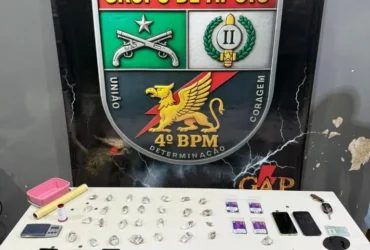 GRUPO DE APOIO
II
UNIÃO
CORAGEM
4º BPM
DETERMINAÇÃO
GAP